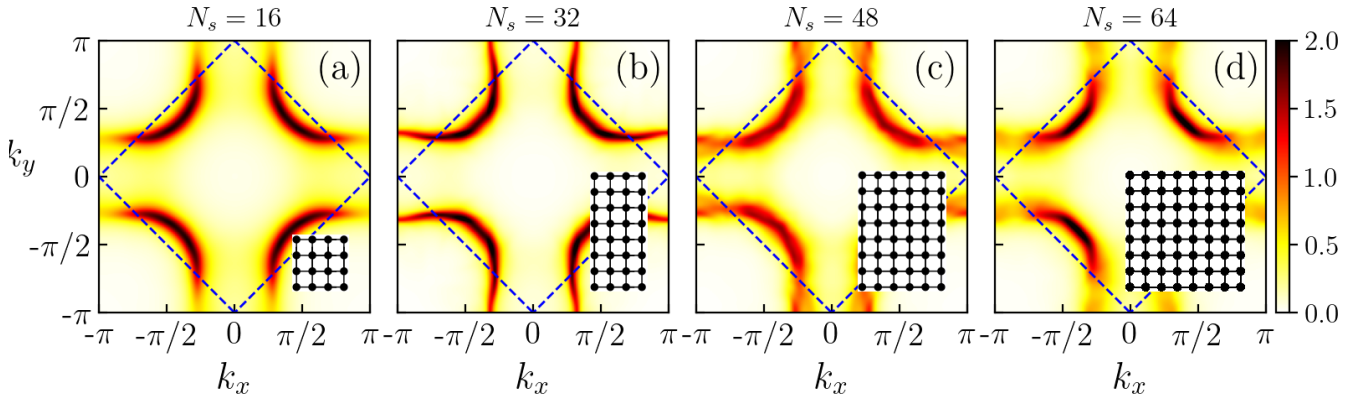 N_s = 16
N_s = 32
N_s = 48
N_s = 64
(a)
(b)
(c)
(d)
π
π/2
0
-π/2
-π
k_y
-π -π/2 0 π/2 π
-π -π/2 0 π/2 π
-π -π/2 0 π/2 π
-π -π/2 0 π/2 π
k_x
k_x
k_x
k_x
2.0
1.5
1.0
0.5
0.0